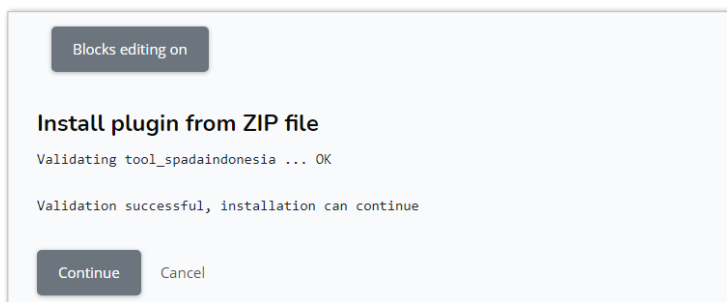 Blocks editing on
Install plugin from ZIP file
Validating tool_spadaindonesia ... OK
Validation successful, installation can continue
Continue Cancel